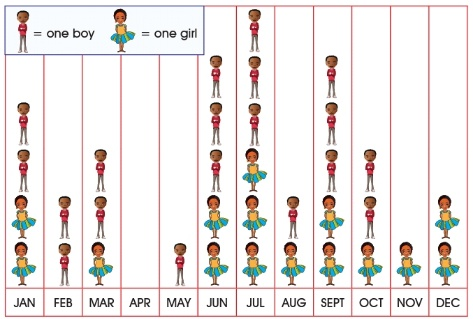 = one boy = one girl
JAN FEB MAR APR MAY JUN JUL AUG SEPT OCT NOV DEC